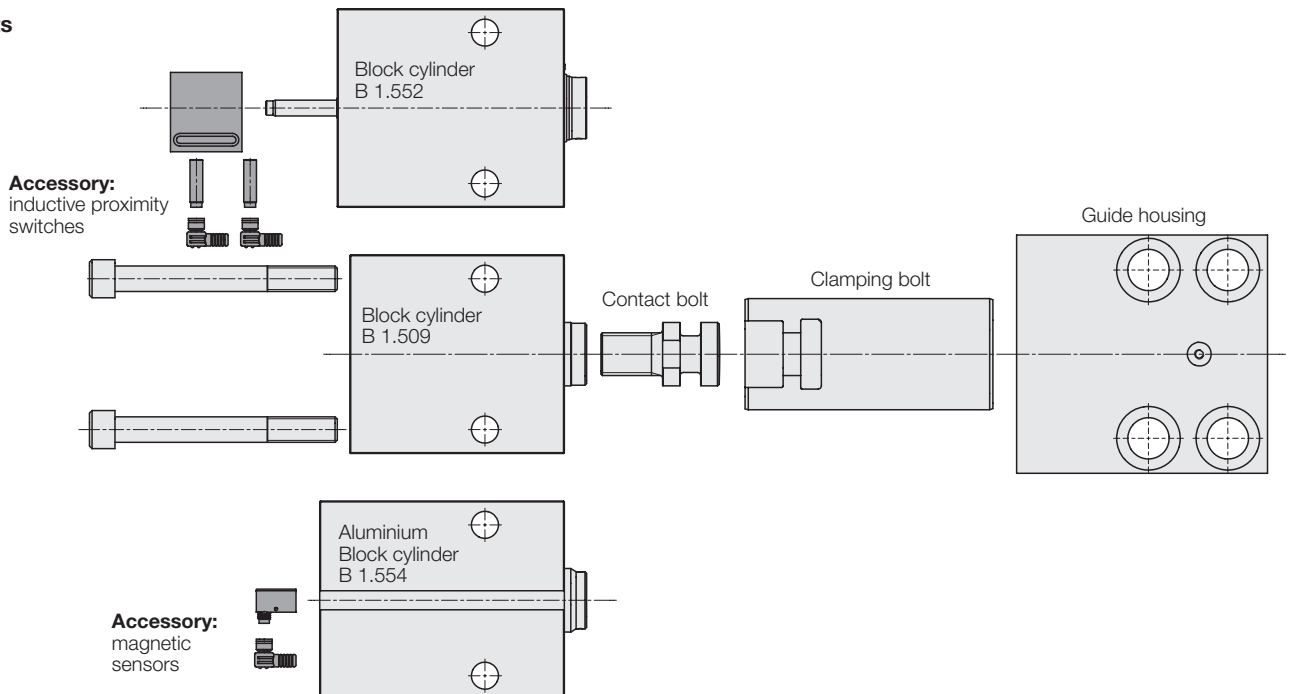 Block cylinder
B 1.552
Accessory:
inductive proximity
switches
Guide housing
Clamping bolt
Contact bolt
Block cylinder
B 1.509
Aluminium
Block cylinder
B 1.554
Accessory:
magnetic
sensors